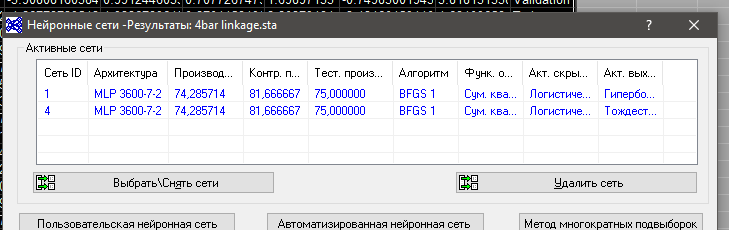 Validation
Нейронные сети -Результаты: 4bar linkage.sta
Активные сети
Сеть ID Архитектура Производ... Контр. п... Тест. произ... Алгоритм Функ. о... Акт. скры... Акт. вых...
1 MLP 3600-7-2 74,285714 81,666667 75,000000 BFGS 1 Сум. ква... Логистиче... Гипербо...
4 MLP 3600-7-2 74,285714 81,666667 75,000000 BFGS 1 Сум. ква... Логистиче... Тождест...
Выбрать\Снять сети Удалить сеть
Пользовательская нейронная сеть Автоматизированная нейронная сеть Метод многократных подвыборок